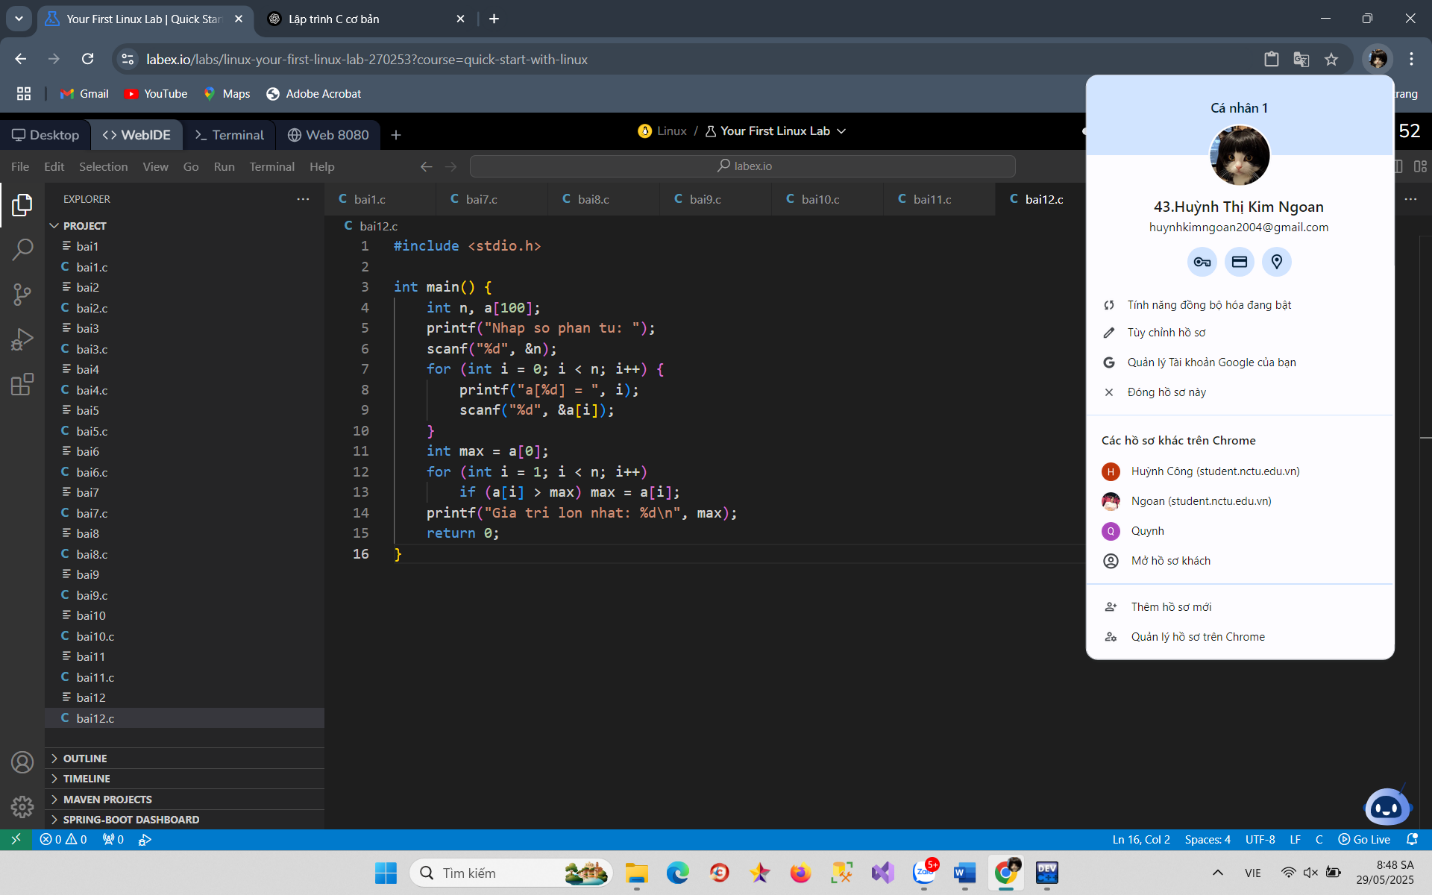 Your First Linux Lab | Quick Star
Lập trình C cơ bản
labex.io/labs/linux-your-first-linux-lab-270253?course=quick-start-with-linux
Gmail
YouTube
Maps
Adobe Acrobat
trang
Desktop
WebIDE
Terminal
Web 8080
Linux / Your First Linux Lab
52
File Edit Selection View Go Run Terminal Help
labex.io
EXPLORER
PROJECT
bai1
bai1.c
bai2
bai2.c
bai3
bai3.c
bai4
bai4.c
bai5
bai5.c
bai6
bai6.c
bai7
bai7.c
bai8
bai8.c
bai9
bai9.c
bai10
bai10.c
bai11
bai11.c
bai12
bai12.c
OUTLINE
TIMELINE
MAVEN PROJECTS
SPRING-BOOT DASHBOARD
C bai1.c
C bai7.c
C bai8.c
C bai9.c
C bai10.c
C bai11.c
C bai12.c
C bai12.c
1 #include <stdio.h>
2
3 int main() {
4 int n, a[100];
5 printf("Nhap so phan tu: ");
6 scanf("%d", &n);
7 for (int i = 0; i < n; i++) {
8 printf("a[%d] = ", i);
9 scanf("%d", &a[i]);
10 }
11 int max = a[0];
12 for (int i = 1; i < n; i++)
13 if (a[i] > max) max = a[i];
14 printf("Gia tri lon nhat: %d\n", max);
15 return 0;
16 }
Cá nhân 1
43.Huỳnh Thị Kim Ngoan
huynhkimngoan2004@gmail.com
Tính năng đồng bộ hóa đang bật
Tùy chỉnh hồ sơ
Quản lý Tài khoản Google của bạn
Đóng hồ sơ này
Các hồ sơ khác trên Chrome
H Huỳnh Công (student.nctu.edu.vn)
Ngoan (student.nctu.edu.vn)
Q Quynh
Mở hồ sơ khách
Thêm hồ sơ mới
Quản lý hồ sơ trên Chrome
0 0 0
Ln 16, Col 2 Spaces: 4 UTF-8 LF C Go Live
Tìm kiếm
Zalo
5+
DEV
VIE
8:48 SA
29/05/2025